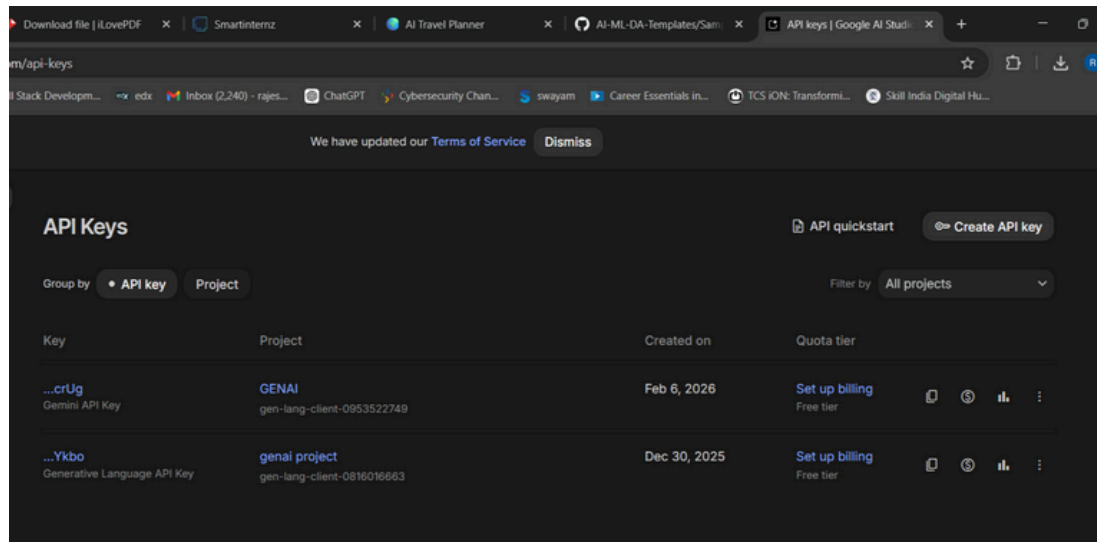 Download file | iLovePDF
Smartinternz
AI Travel Planner
AI-ML-DA-Templates/Sam
API keys | Google AI Studi
m/api-keys
ll Stack Developm...
edx
Inbox (2,240) - rajes...
ChatGPT
Cybersecurity Chan...
swayam
Career Essentials in...
TCS iON: Transformi...
Skill India Digital Hu...
We have updated our Terms of Service Dismiss
API Keys
API quickstart
Create API key
Group by API key Project
Filter by All projects
Key Project Created on Quota tier
...crUg GENAI Feb 6, 2026 Set up billing
Gemini API Key gen-lang-client-0953522749 Free tier
...Ykbo genai project Dec 30, 2025 Set up billing
Generative Language API Key gen-lang-client-0816016663 Free tier